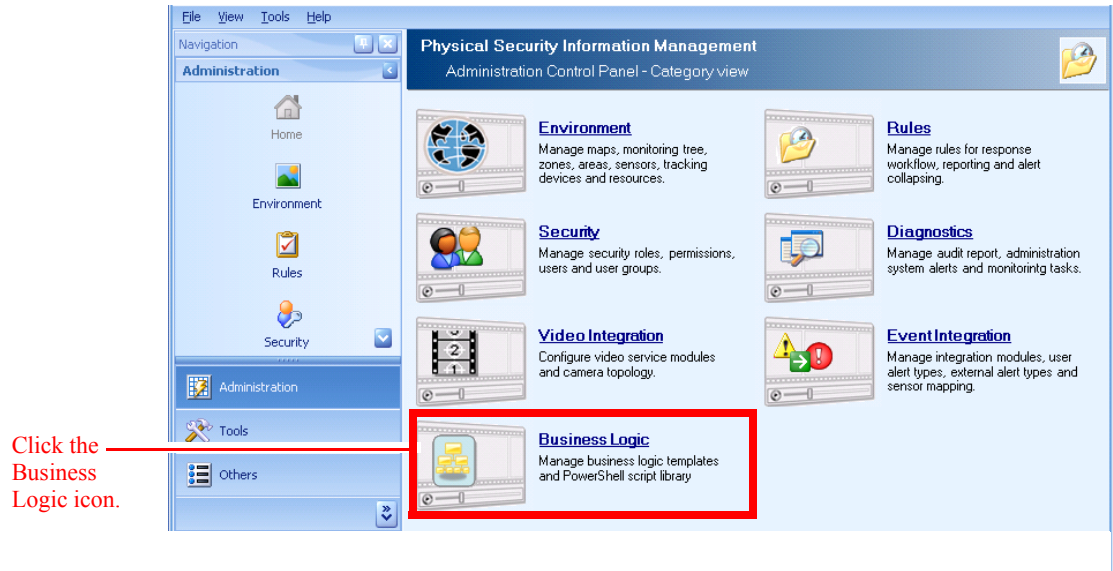 File View Tools Help
Navigation
Administration
Home
Environment
Rules
Security
Administration
Tools
Others
Physical Security Information Management
Administration Control Panel - Category view
Environment
Manage maps, monitoring tree,
zones, areas, sensors, tracking
devices and resources.
Rules
Manage rules for response
workflow, reporting and alert
collapsing.
Security
Manage security roles, permissions,
users and user groups.
Diagnostics
Manage audit report, administration
system alerts and monitorintg tasks.
2
1
Video Integration
Configure video service modules
and camera topology.
Event Integration
Manage integration modules, user
alert types, external alert types and
sensor mapping.
Business Logic
Manage business logic templates
and PowerShell script library
Click the
Business
Logic icon.